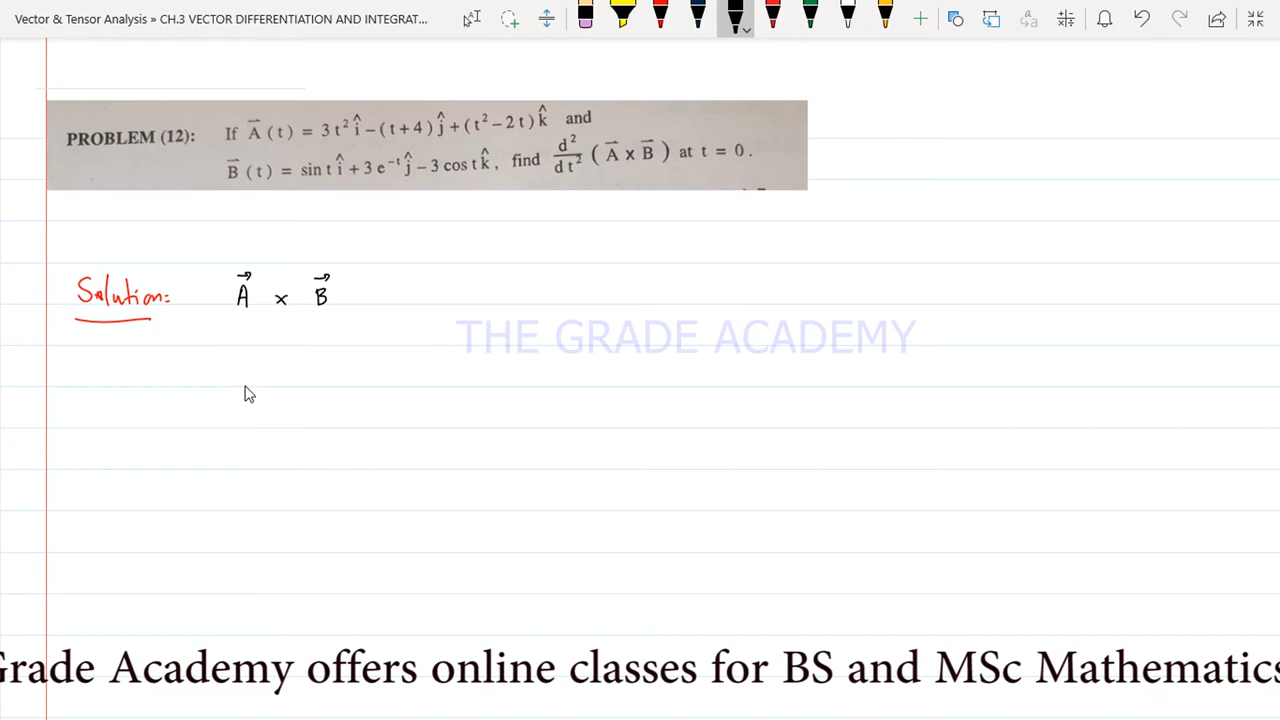 Vector & Tensor Analysis » CH.3 VECTOR DIFFERENTIATION AND INTEGRAT...
PROBLEM (12): If A⃗ (t) = 3t² î − (t+4) ĵ + (t² − 2t) k̂ and
B⃗ (t) = sin t î + 3 e⁻ᵗ ĵ − 3 cos t k̂, find d²/dt² ( A⃗ x B⃗ ) at t = 0.
Solution: A⃗ × B⃗
THE GRADE ACADEMY
Grade Academy offers online classes for BS and MSc Mathematics